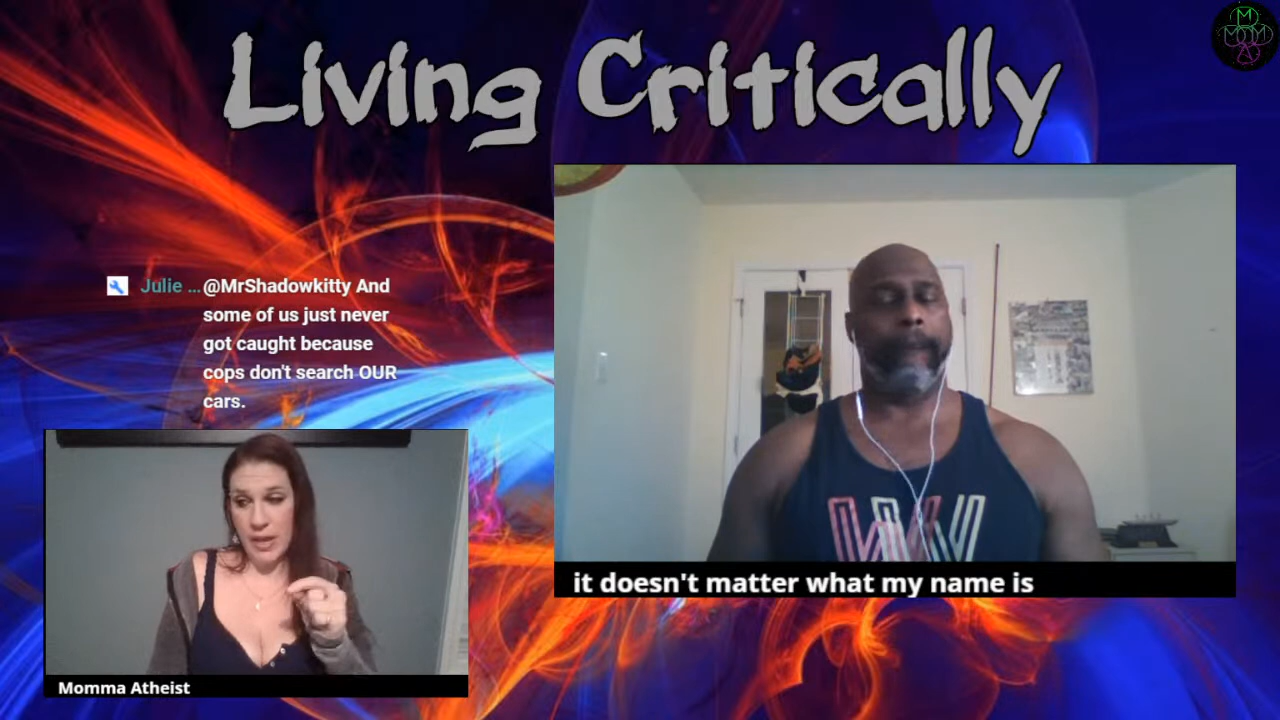 Living Critically
M
MOM
A
Julie ...@MrShadowkitty And
some of us just never
got caught because
cops don't search OUR
cars.
it doesn't matter what my name is
Momma Atheist